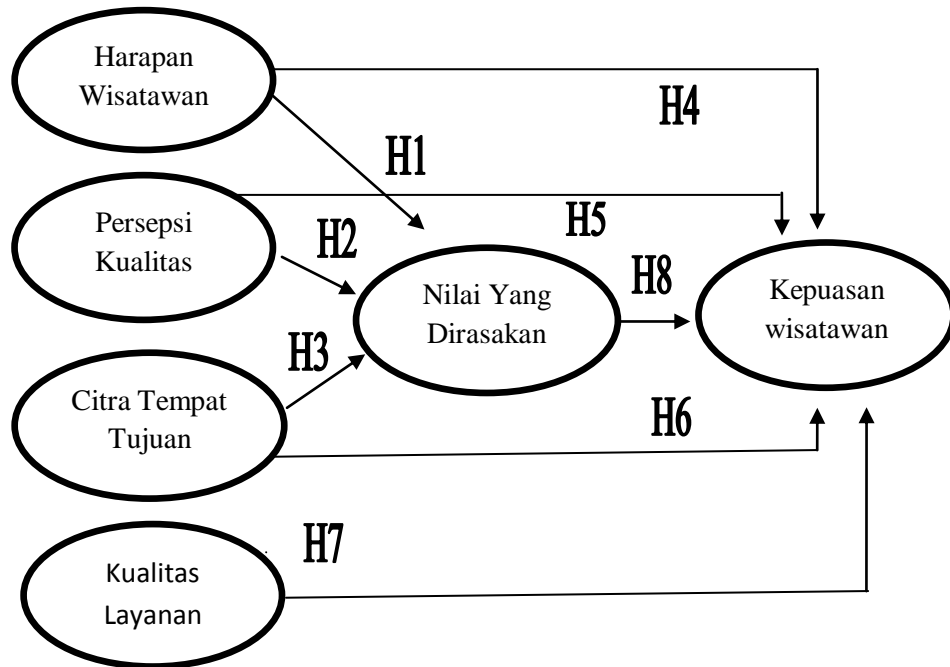 Harapan
Wisatawan
H4
H1
Persepsi
Kualitas
H2
H5
Nilai Yang
Dirasakan
H8
Kepuasan
wisatawan
H3
Citra Tempat
Tujuan
H6
H7
Kualitas
Layanan